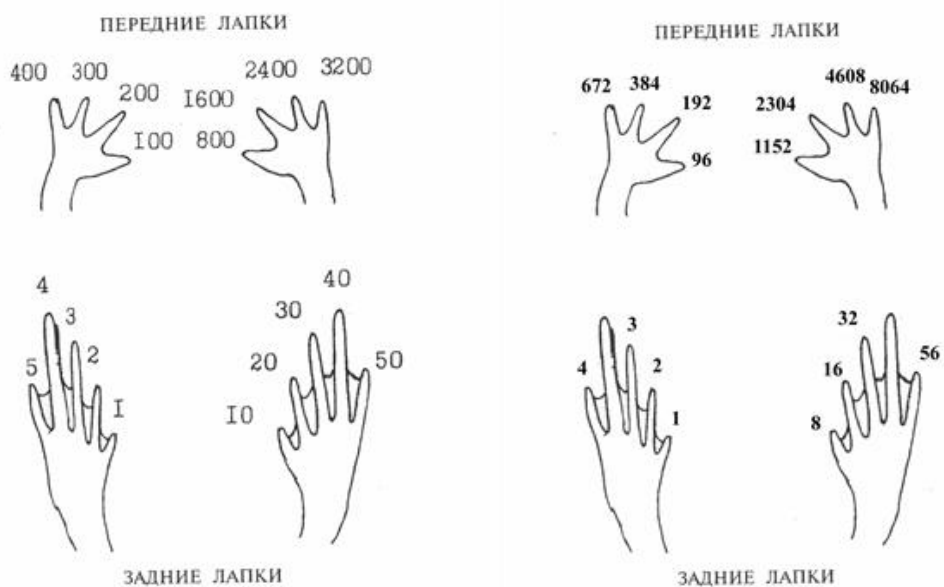 ПЕРЕДНИЕ ЛАПКИ
400 300 2400 3200
200 I600
I00 800
4 40
3 30
5 2 20 50
I I0
ЗАДНИЕ ЛАПКИ
ПЕРЕДНИЕ ЛАПКИ
672 384 4608 8064
192 2304
96 1152
3 32
4 2 16 56
1 8
ЗАДНИЕ ЛАПКИ